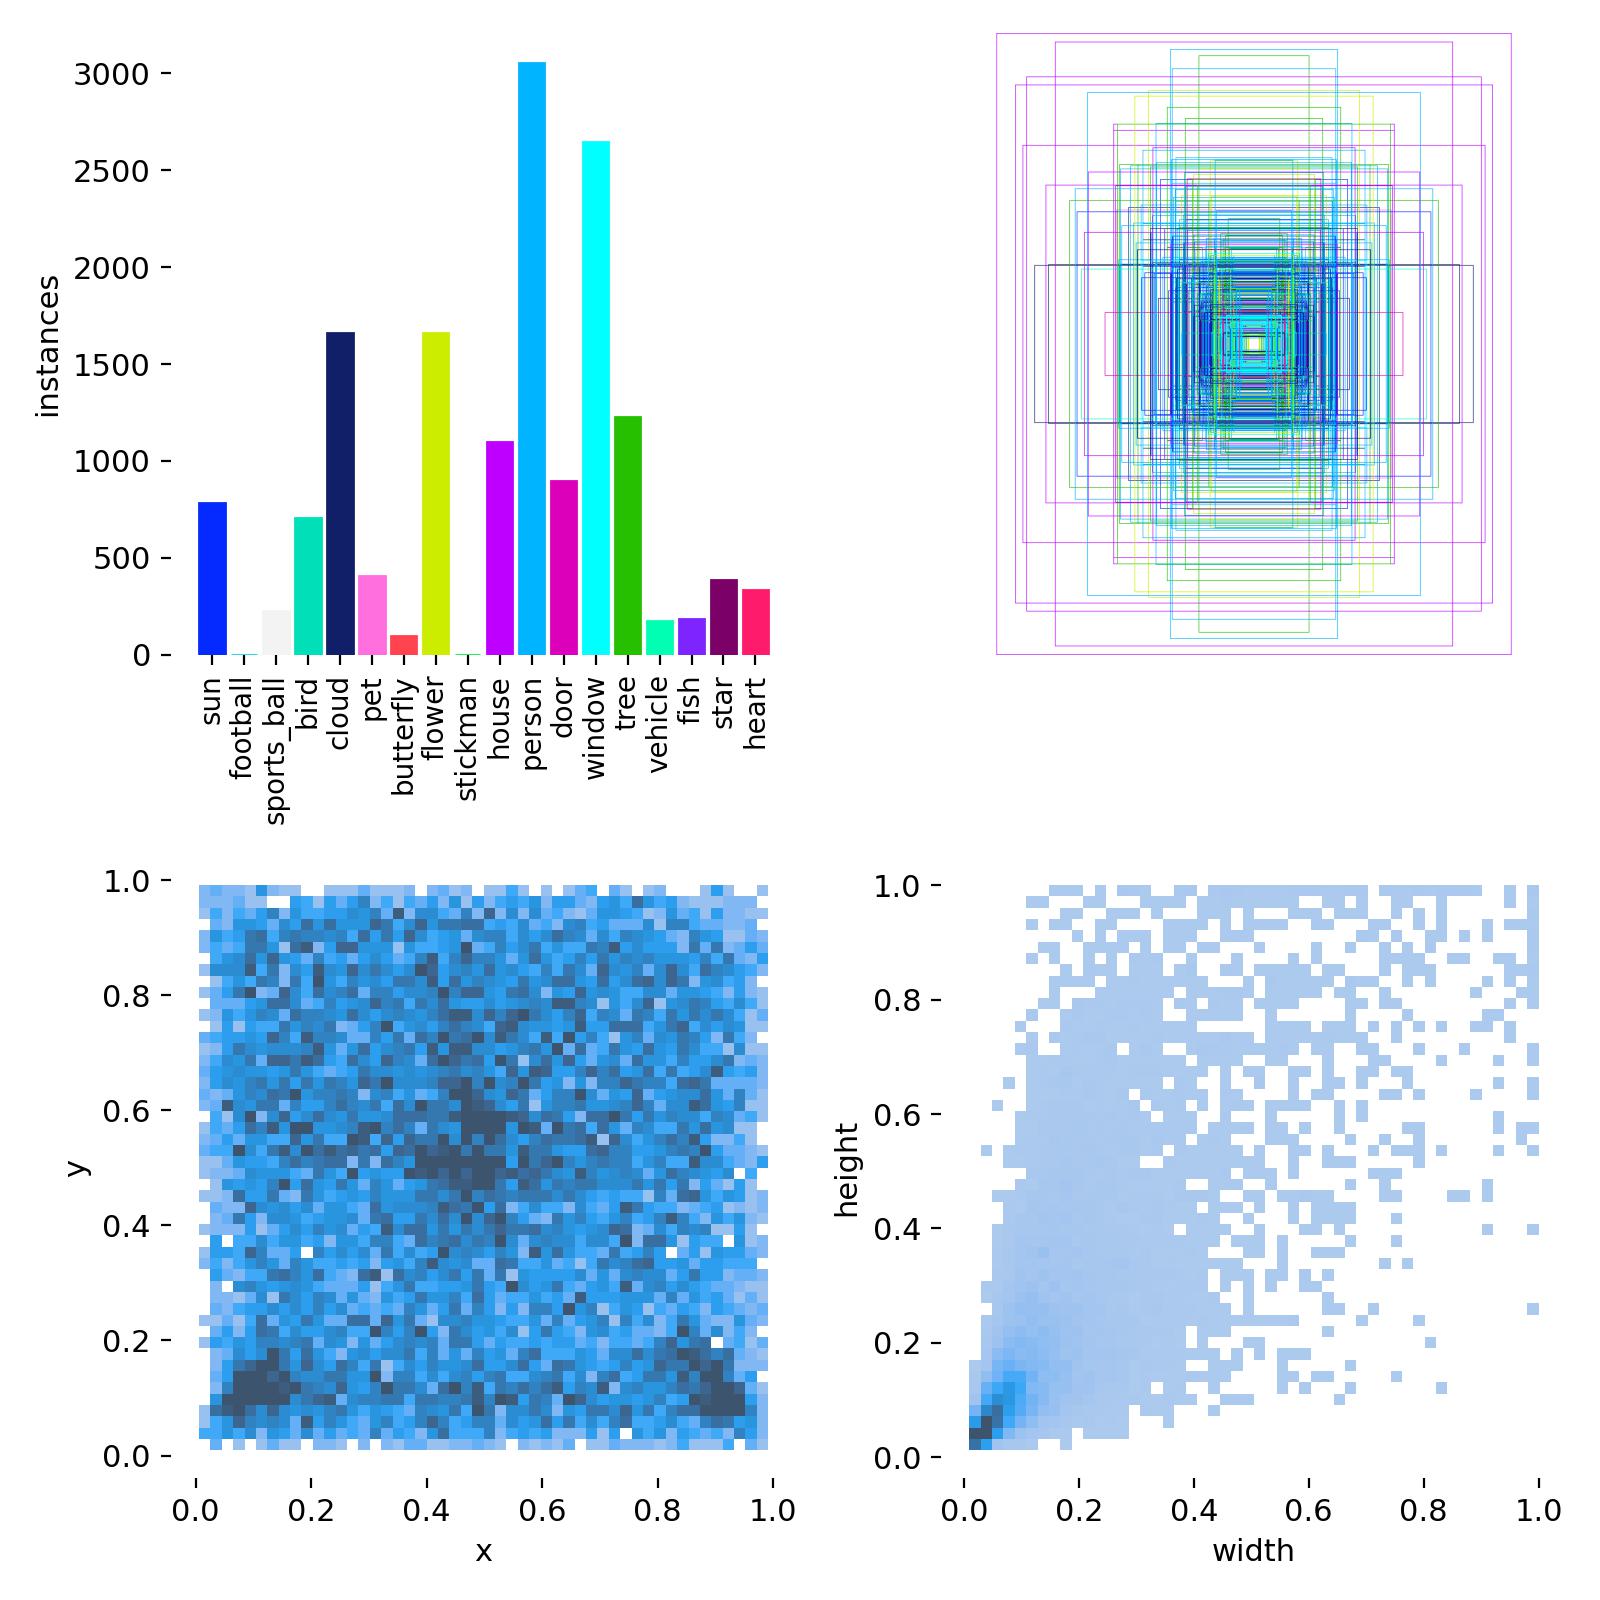 3000
2500
2000
1500
1000
500
0
instances
sun
football
sports_ball
bird
cloud
pet
butterfly
flower
stickman
house
person
door
window
tree
vehicle
fish
star
heart
1.0
0.8
0.6
0.4
0.2
0.0
y
0.0 0.2 0.4 0.6 0.8 1.0
x
1.0
0.8
0.6
0.4
0.2
0.0
height
0.0 0.2 0.4 0.6 0.8 1.0
width